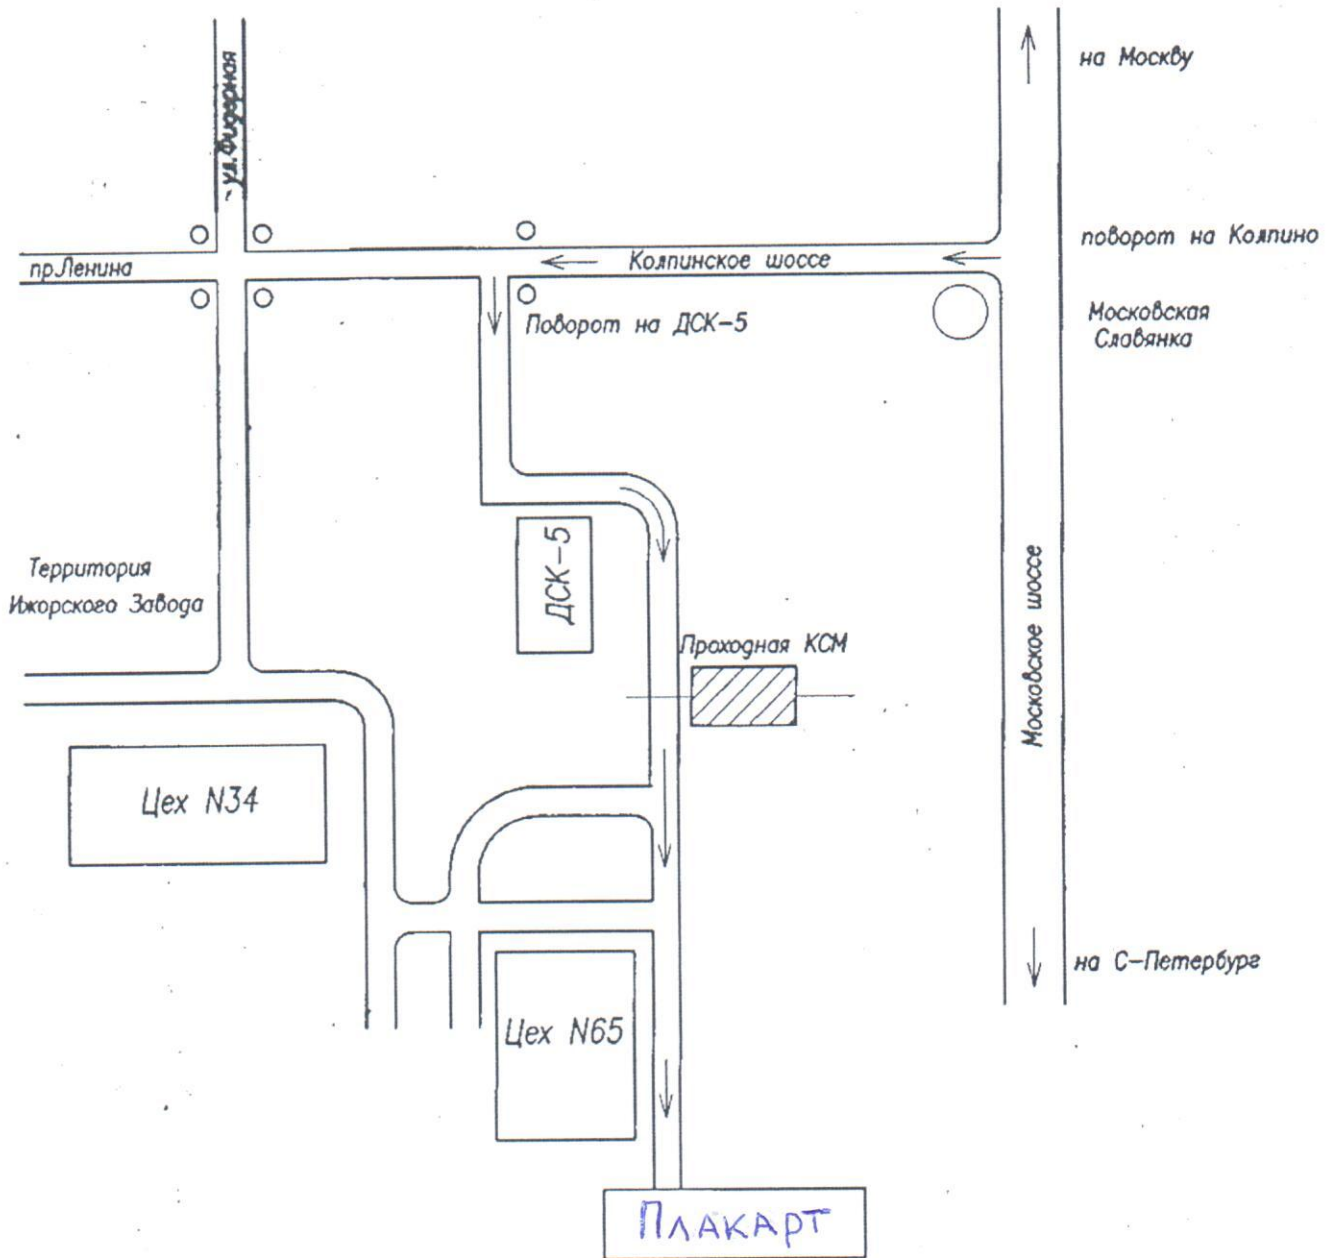 на Москву
ул.Фидерная
поворот на Колпино
пр.Ленина
Колпинское шоссе
Московская
Славянка
Поворот на ДСК-5
ДСК-5
Территория
Ижорского Завода
Московское шоссе
Проходная КСМ
Цех N34
на С-Петербург
Цех N65
ПЛАКАРТ